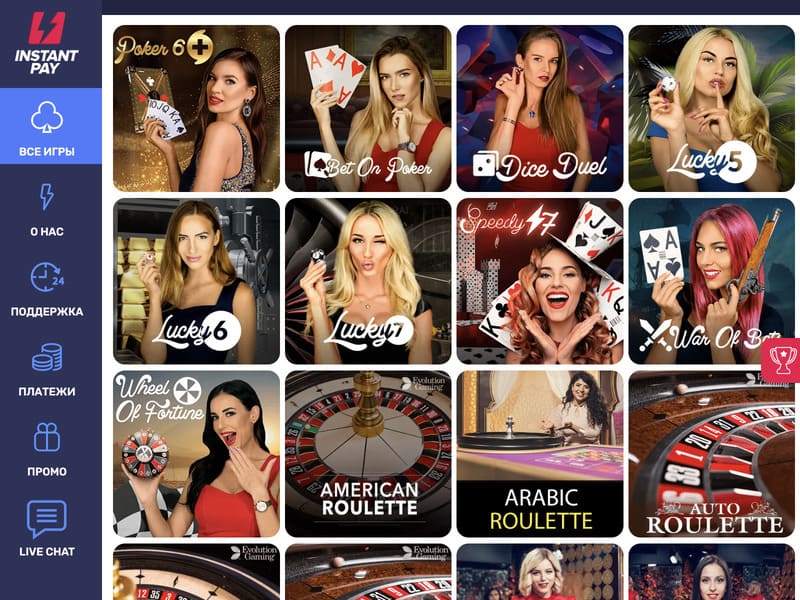 INSTANT
PAY
ВСЕ ИГРЫ
О НАС
24
ПОДДЕРЖКА
ПЛАТЕЖИ
ПРОМО
LIVE CHAT
Poker 6+
Bet On Poker
Dice Duel
Lucky 5
Lucky 6
Lucky 7
Speedy 7
War Of Bets
Wheel
Of Fortune
Evolution
Gaming
AMERICAN
ROULETTE
ARABIC
ROULETTE
AUTO
ROULETTE
Evolution
Gaming
Evolution
Gaming